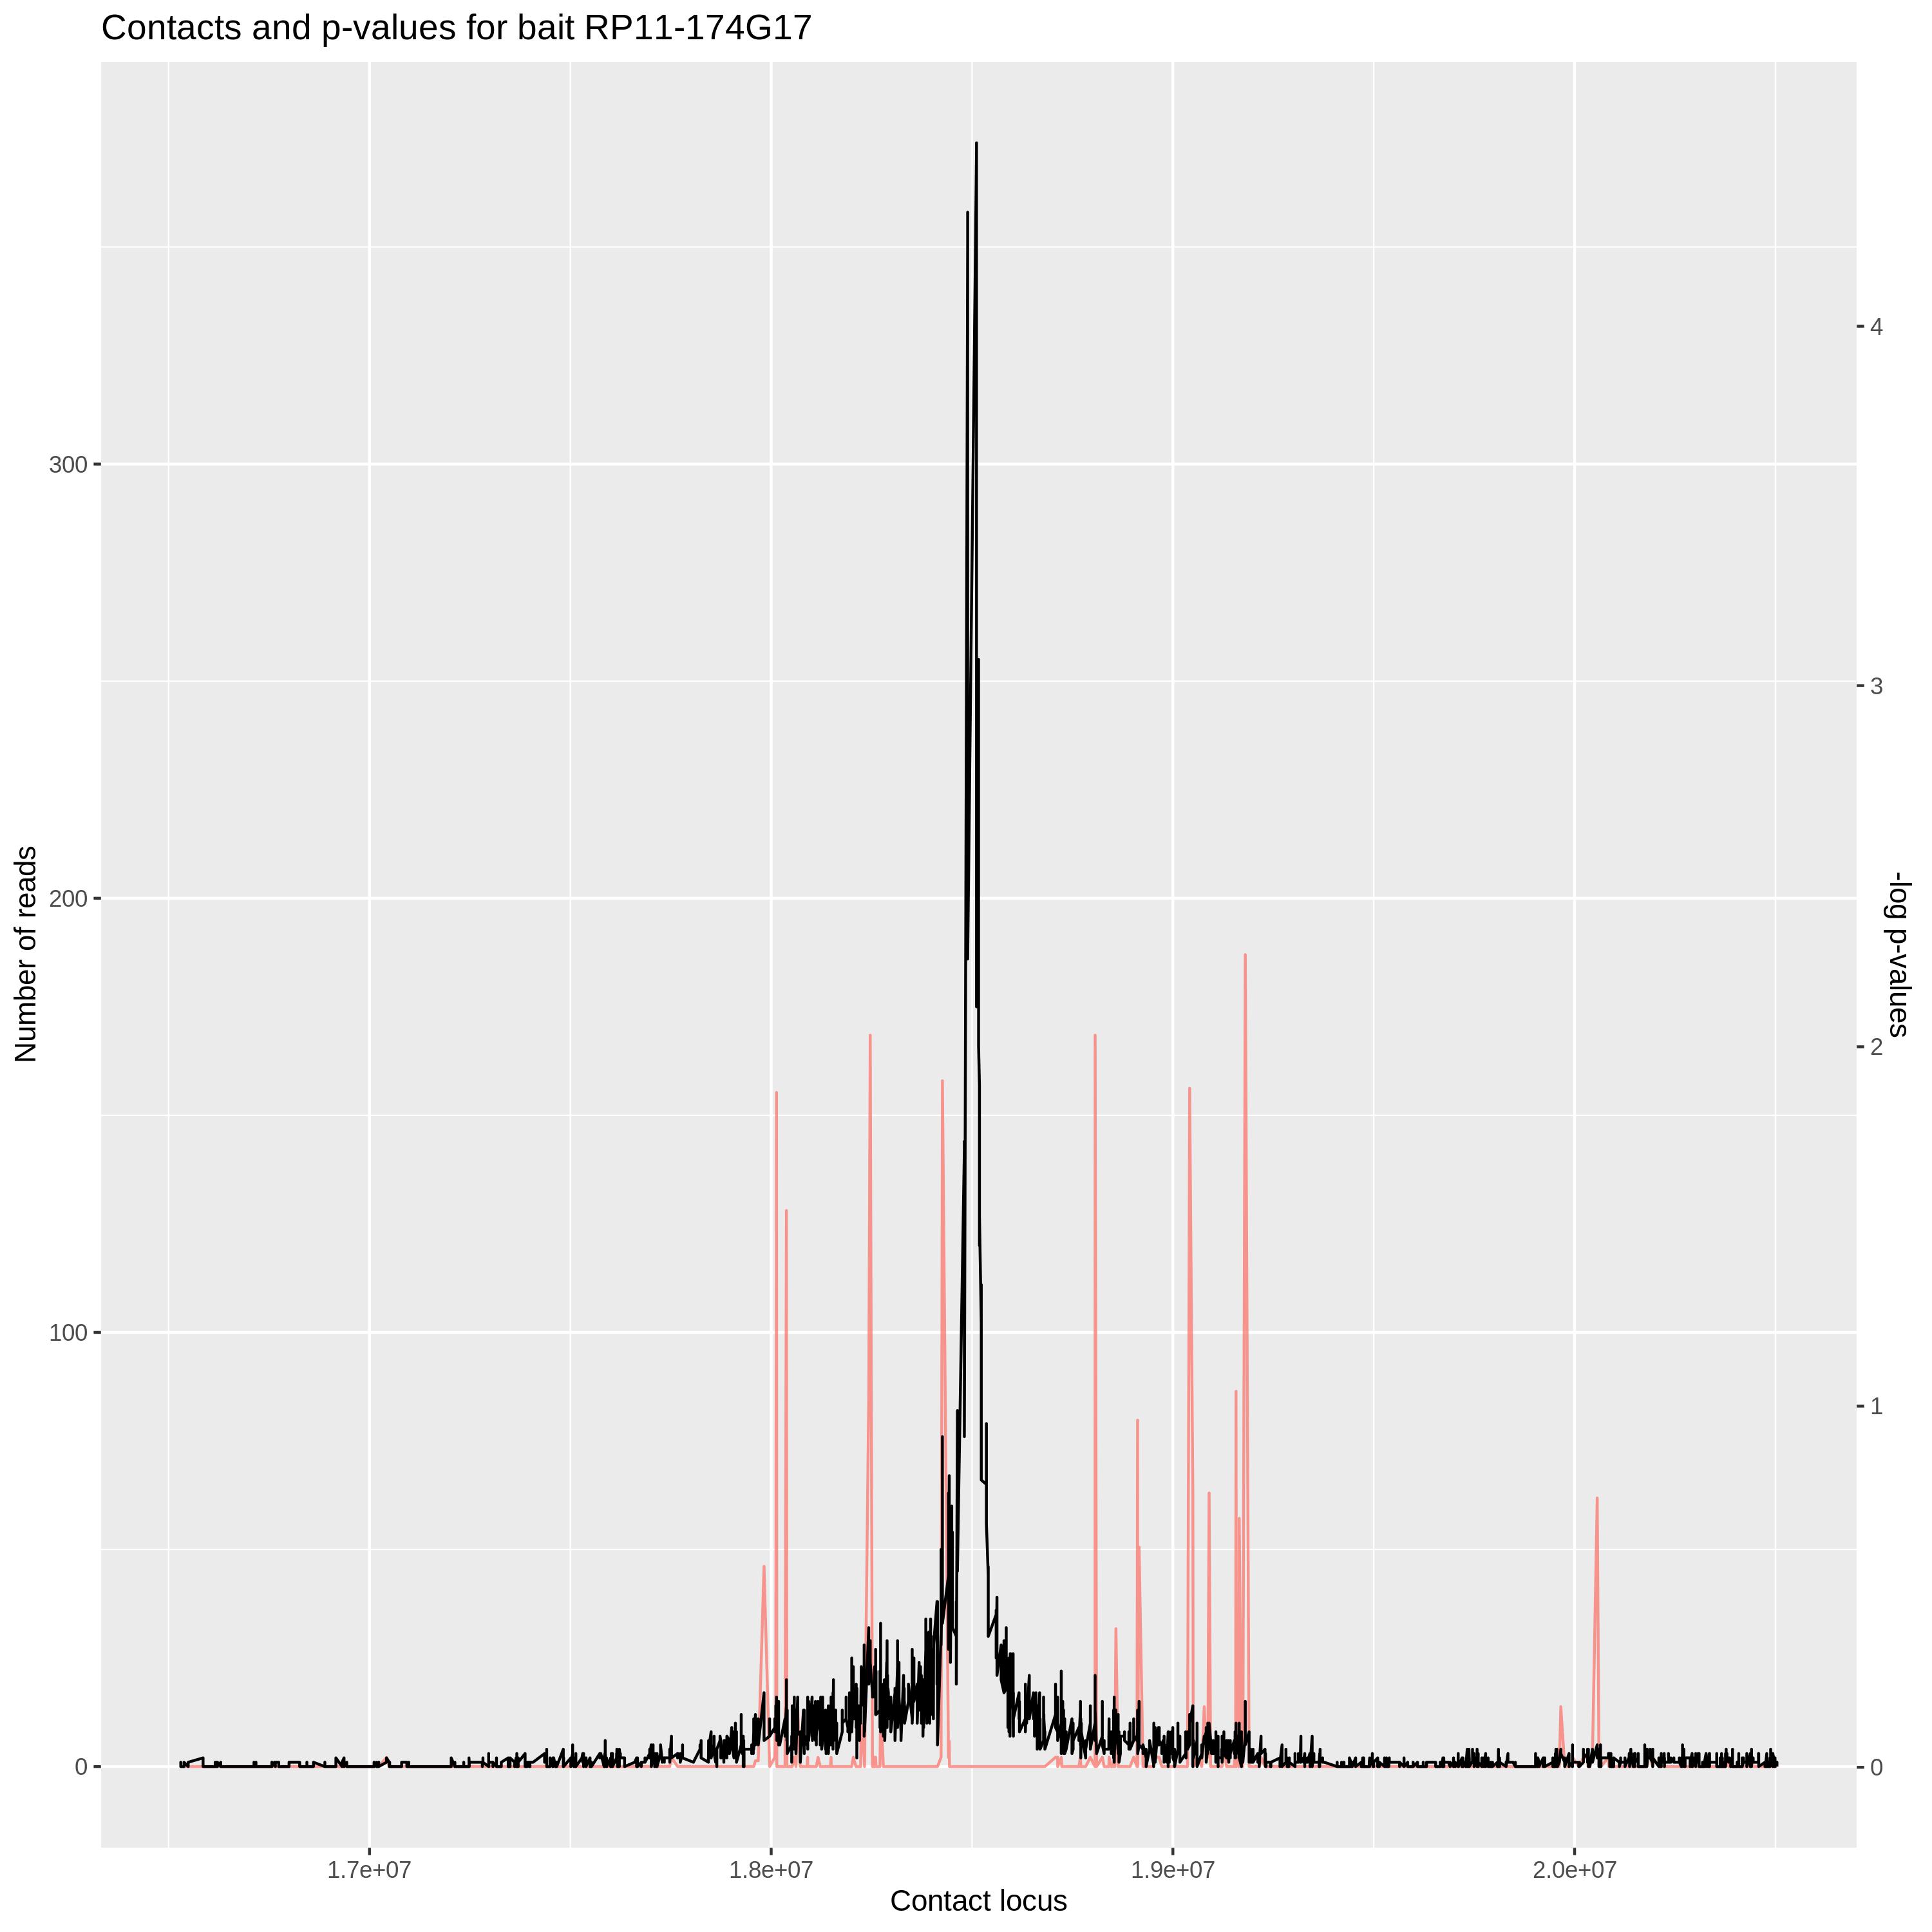 Contacts and p-values for bait RP11-174G17
Number of reads
300
200
100
0
4
3
2
1
0
-log p-values
1.7e+07 1.8e+07 1.9e+07 2.0e+07
Contact locus